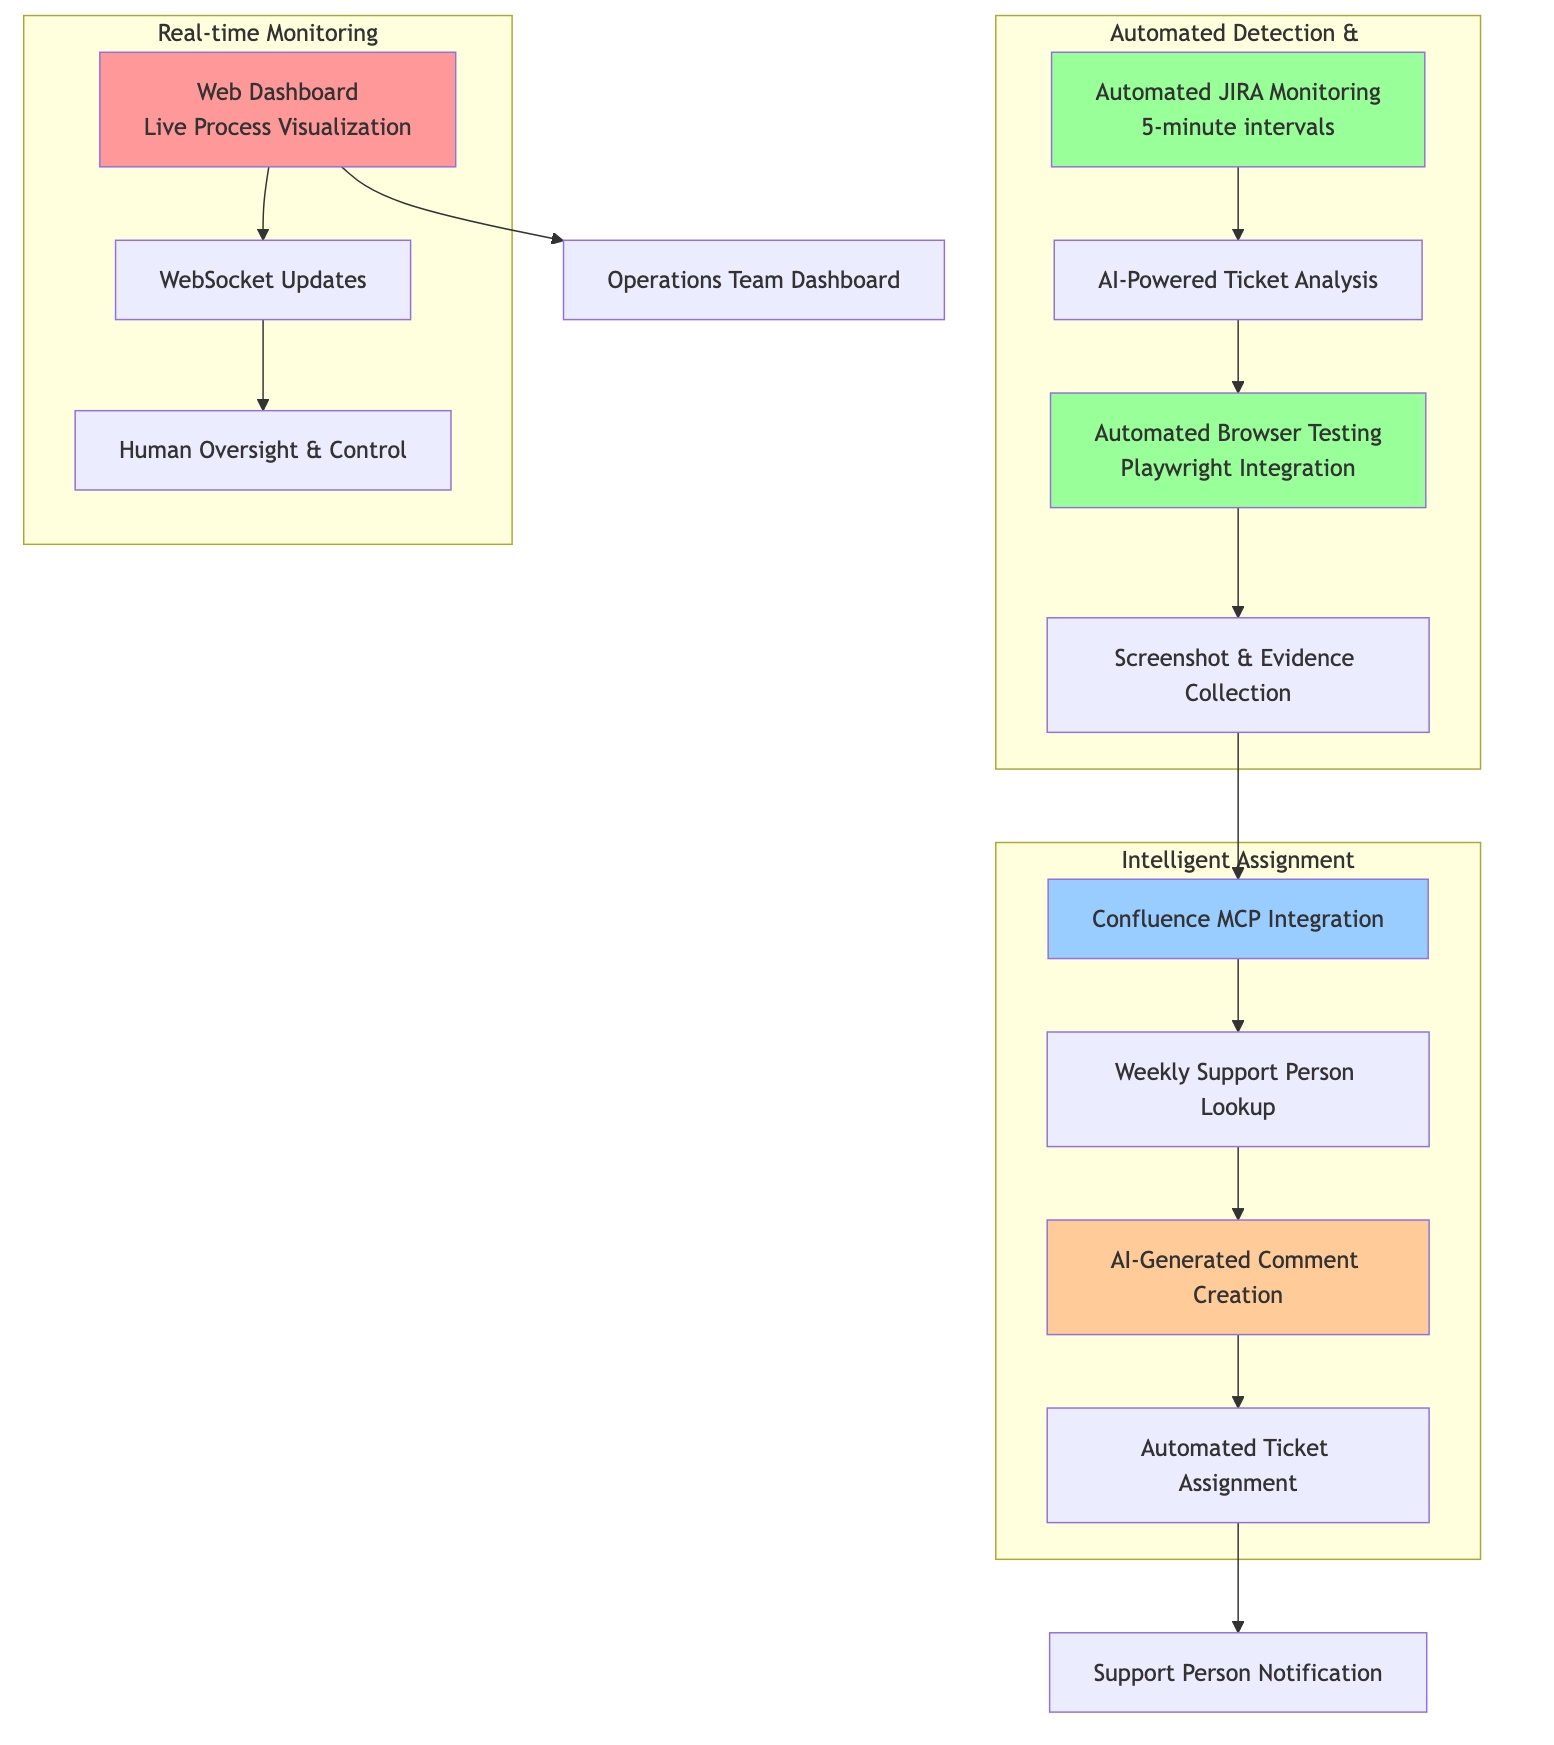 Real-time Monitoring
Web Dashboard
Live Process Visualization
WebSocket Updates
Human Oversight & Control
Operations Team Dashboard
Automated Detection &
Automated JIRA Monitoring
5-minute intervals
AI-Powered Ticket Analysis
Automated Browser Testing
Playwright Integration
Screenshot & Evidence
Collection
Intelligent Assignment
Confluence MCP Integration
Weekly Support Person
Lookup
AI-Generated Comment
Creation
Automated Ticket
Assignment
Support Person Notification